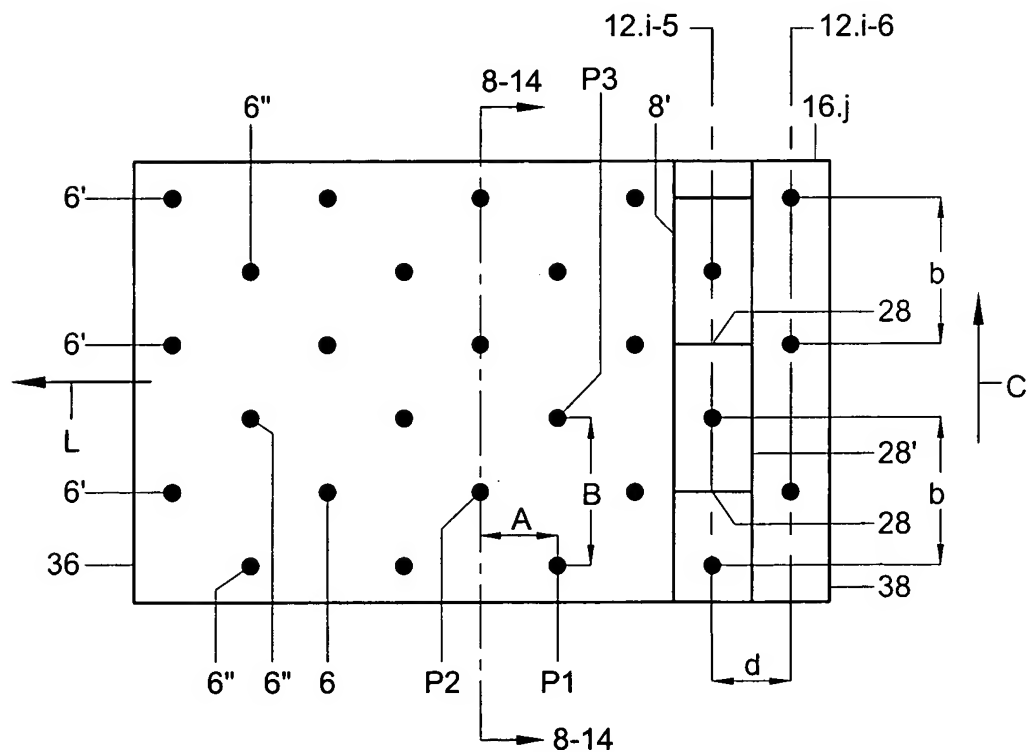 12.i-5 12.i-6
8-14 P3
6" 8' 16.j
6'
b
28
6'
C
L
B 28'
6' A b
28
36 38
d
6" 6" 6 P2 P1
8-14